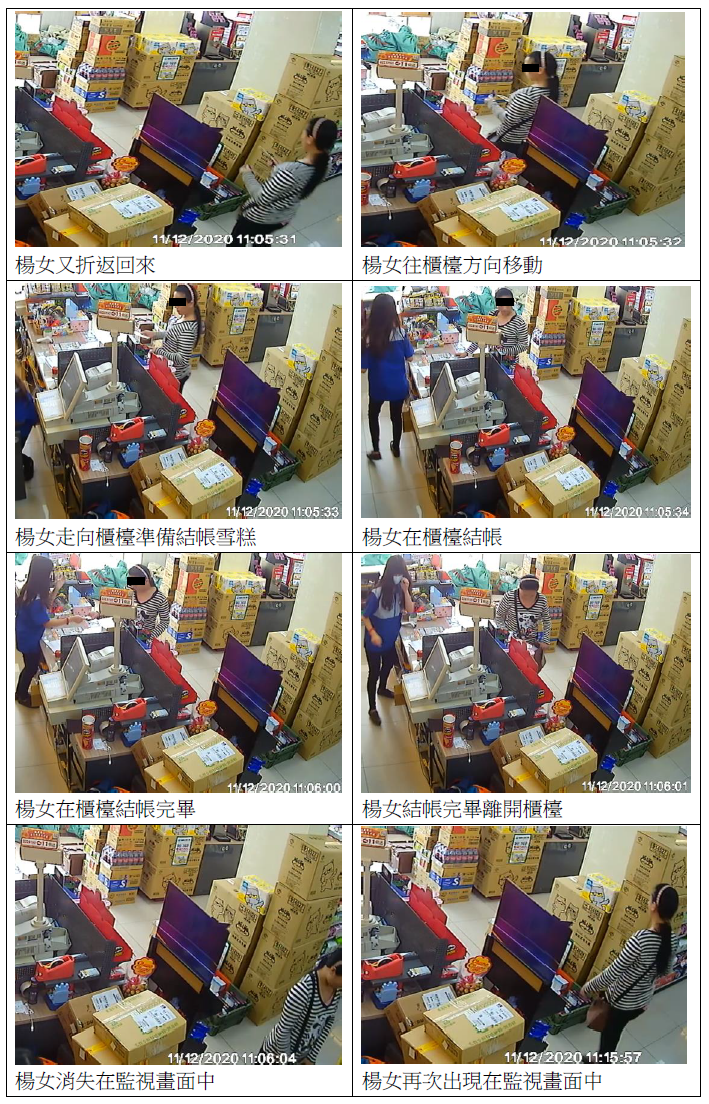 11/12/2020 11:05:31
11/12/2020 11:05:32
楊女又折返回來
楊女往櫃檯方向移動
11/12/2020 11:05:33
11/12/2020 11:05:34
楊女走向櫃檯準備結帳雪糕
楊女在櫃檯結帳
11/12/2020 11:06:00
11/12/2020 11:06:01
楊女在櫃檯結帳完畢
楊女結帳完畢離開櫃檯
11/12/2020 11:06:04
11/12/2020 11:15:57
楊女消失在監視畫面中
楊女再次出現在監視畫面中